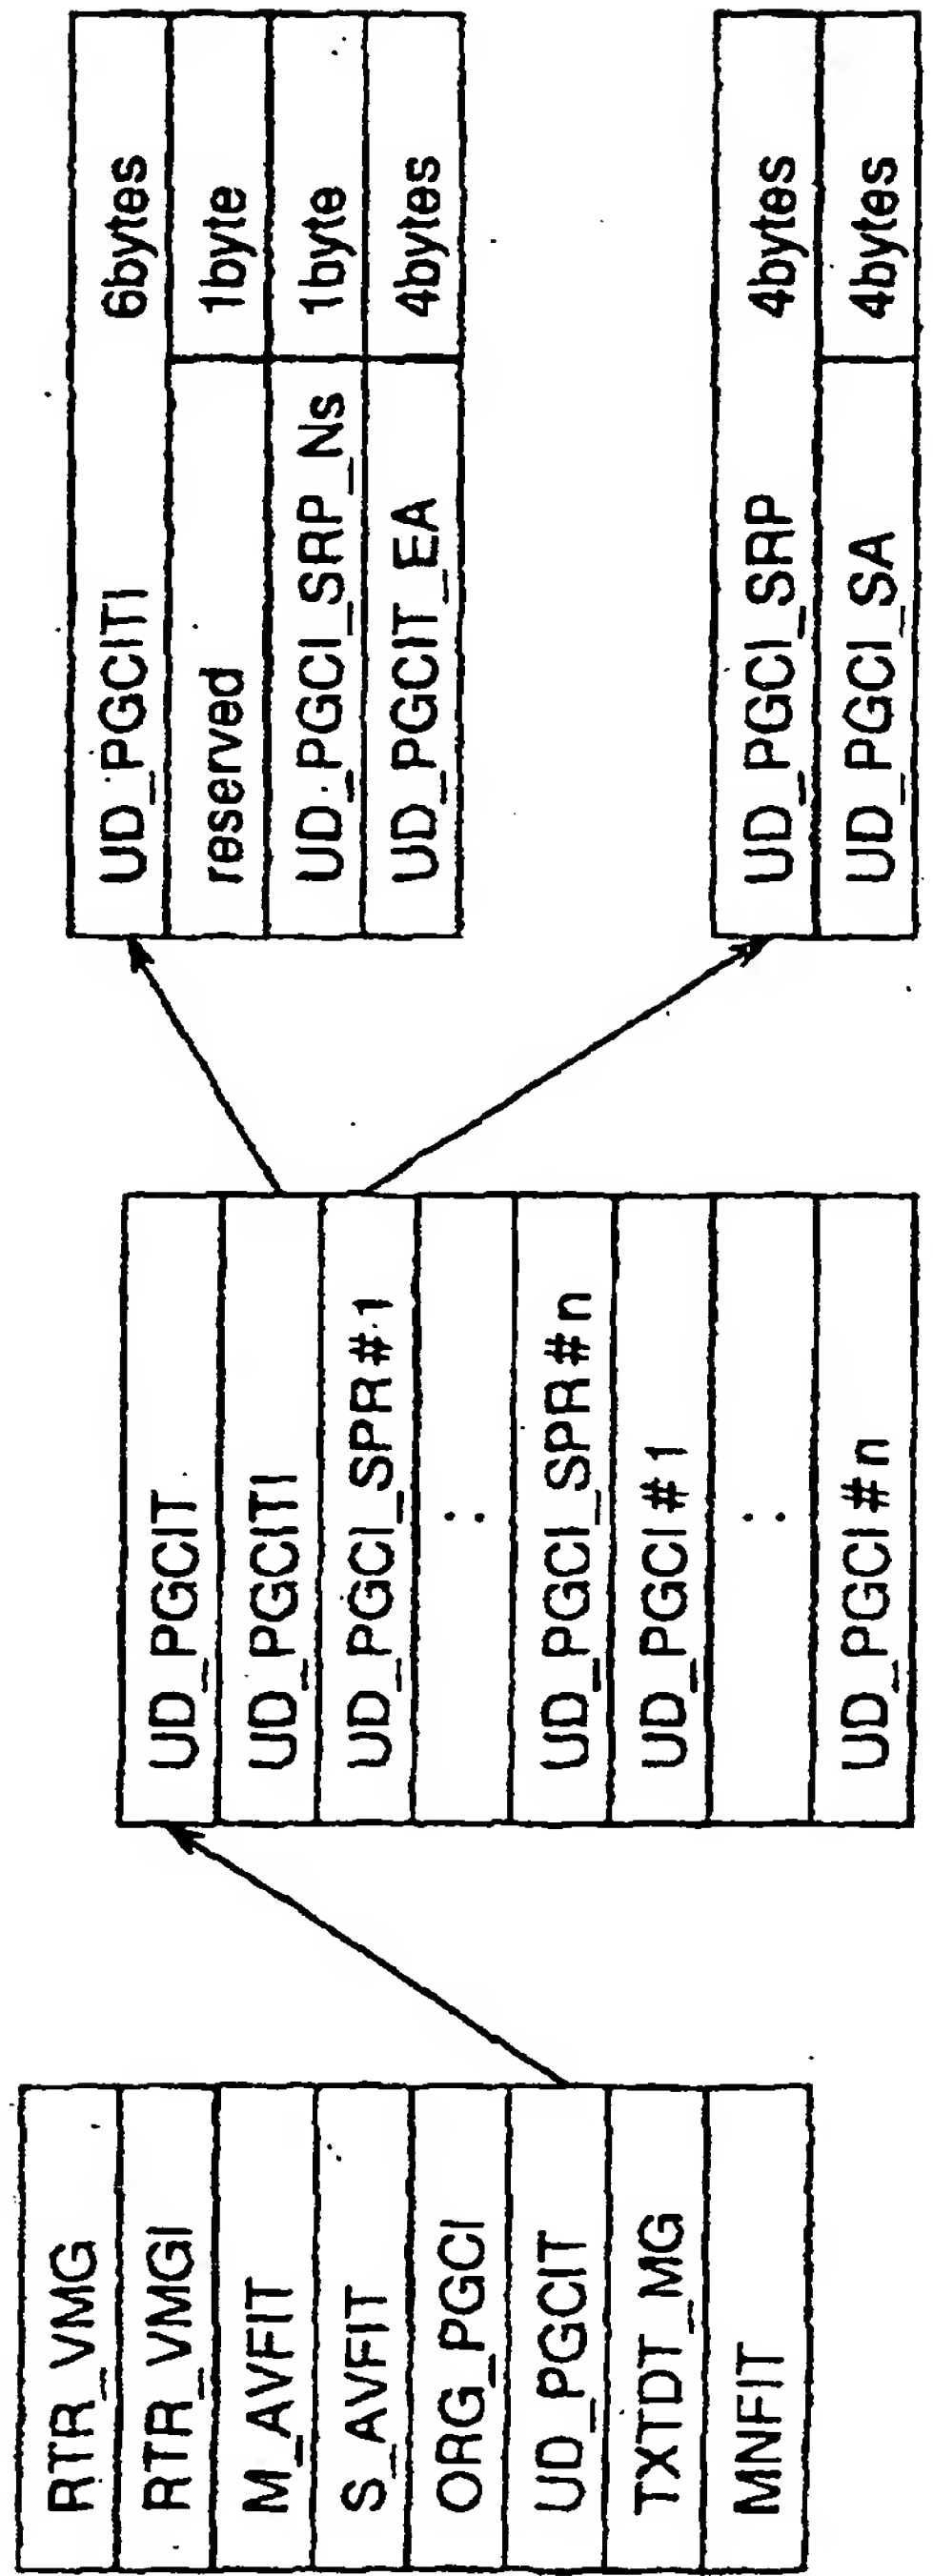 RTR_VMG
RTR_VMGI
M_AVFIT
S_AVFIT
ORG_PGCI
UD_PGCIT
TXTDT_MG
MNFIT
UD_PGCIT
UD_PGCITI
UD_PGCI_SPR#1
:
UD_PGCI_SPR#n
UD_PGCI#1
:
UD_PGCI#n
UD_PGCITI 6bytes
reserved 1byte
UD_PGCI_SRP_Ns 1byte
UD_PGCIT_EA 4bytes
UD_PGCI_SRP 4bytes
UD_PGCI_SA 4bytes